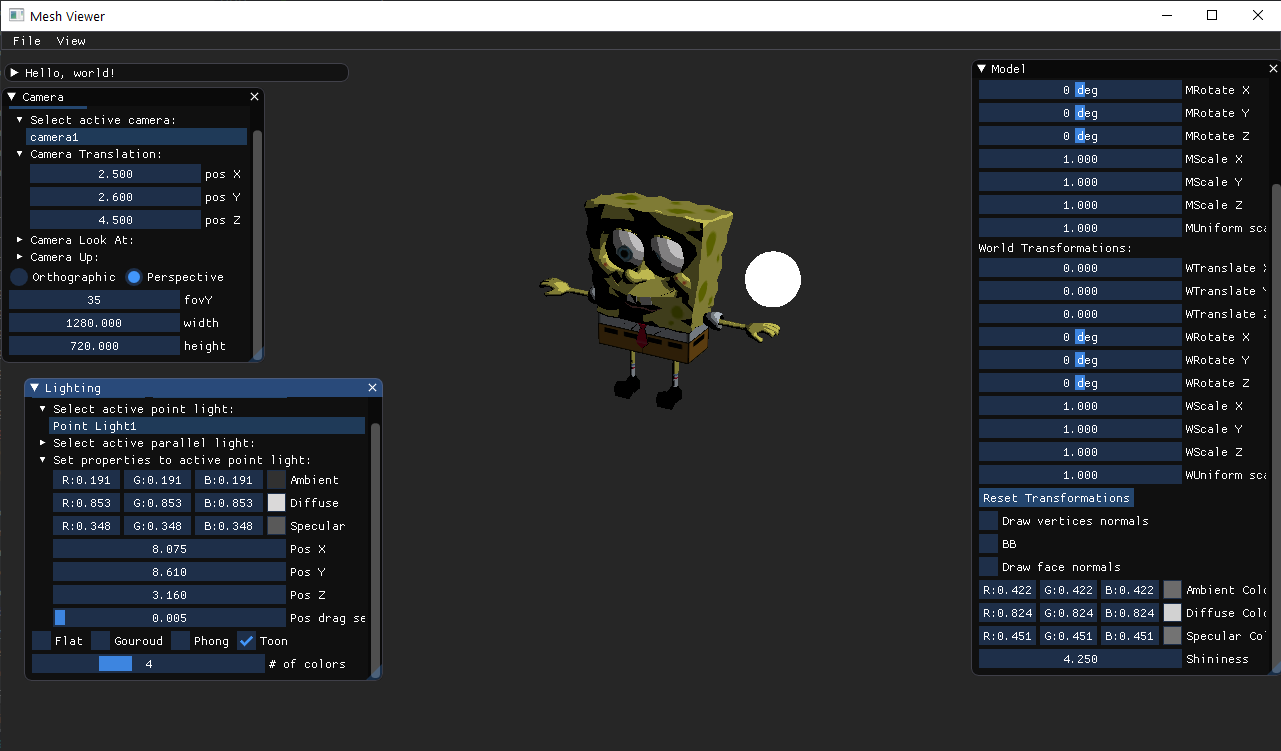 Mesh Viewer
File View
Hello, world!
Camera
Select active camera:
camera1
Camera Translation:
2.500 pos X
2.600 pos Y
4.500 pos Z
Camera Look At:
Camera Up:
Orthographic Perspective
35 fovY
1280.000 width
720.000 height
Lighting
Select active point light:
Point Light1
Select active parallel light:
Set properties to active point light:
R:0.191 G:0.191 B:0.191 Ambient
R:0.853 G:0.853 B:0.853 Diffuse
R:0.348 G:0.348 B:0.348 Specular
8.075 Pos X
8.610 Pos Y
3.160 Pos Z
0.005 Pos drag se
Flat Gouroud Phong Toon
4 # of colors
Model
0 deg MRotate X
0 deg MRotate Y
0 deg MRotate Z
1.000 MScale X
1.000 MScale Y
1.000 MScale Z
1.000 MUniform sca
World Transformations:
0.000 WTranslate X
0.000 WTranslate Y
0.000 WTranslate Z
0 deg WRotate X
0 deg WRotate Y
0 deg WRotate Z
1.000 WScale X
1.000 WScale Y
1.000 WScale Z
1.000 WUniform sca
Reset Transformations
Draw vertices normals
BB
Draw face normals
R:0.422 G:0.422 B:0.422 Ambient Colo
R:0.824 G:0.824 B:0.824 Diffuse Colo
R:0.451 G:0.451 B:0.451 Specular Co
4.250 Shininess